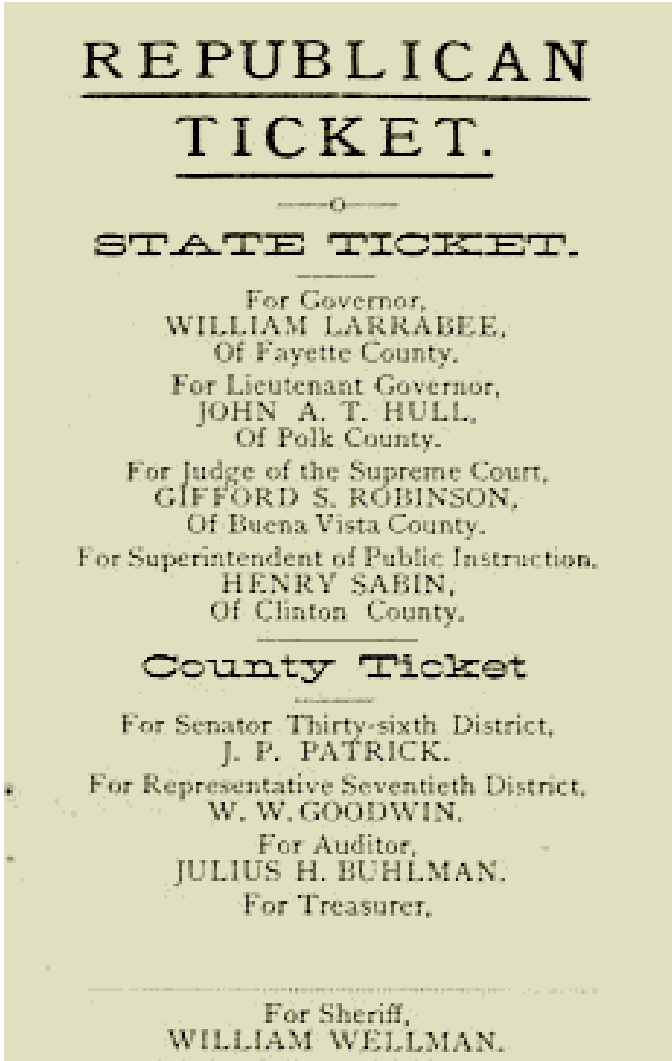 REPUBLICAN
TICKET.
STATE TICKET.
For Governor,
WILLIAM LARRABEE,
Of Fayette County.
For Lieutenant Governor,
JOHN A. T. HULL,
Of Polk County.
For Judge of the Supreme Court,
GIFFORD S. ROBINSON,
Of Buena Vista County.
For Superintendent of Public Instruction.
HENRY SABIN,
Of Clinton County.
County Ticket
For Senator Thirty-sixth District,
J. P. PATRICK.
For Representative Seventieth District,
W. W. GOODWIN.
For Auditor,
JULIUS H. BUHLMAN.
For Treasurer,
For Sheriff,
WILLIAM WELLMAN.